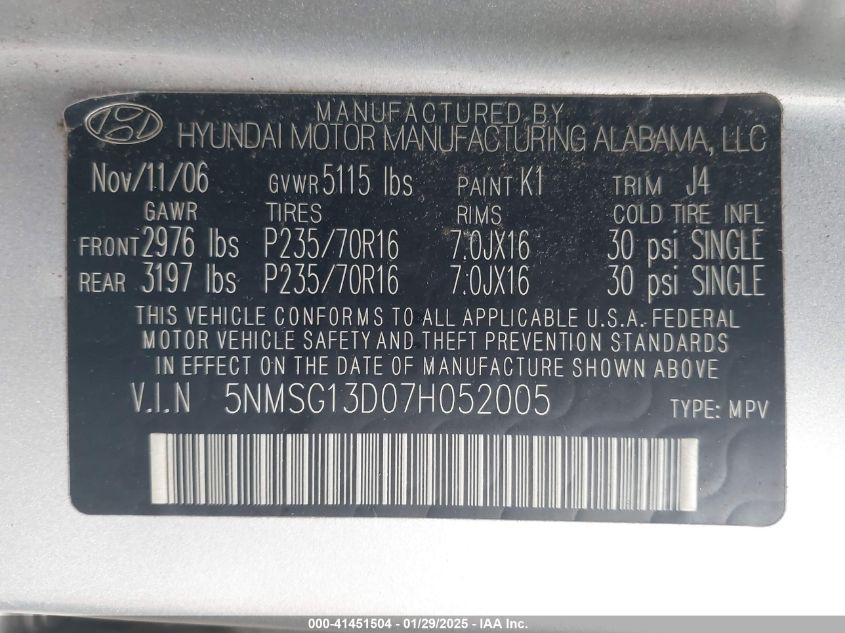 MANUFACTURED BY
HYUNDAI MOTOR MANUFACTURING ALABAMA, LLC
Nov/11/06 GVWR 5115 lbs PAINT K1 TRIM J4
GAWR TIRES RIMS COLD TIRE INFL
FRONT 2976 lbs P235/70R16 7.0JX16 30 psi SINGLE
REAR 3197 lbs P235/70R16 7.0JX16 30 psi SINGLE
THIS VEHICLE CONFORMS TO ALL APPLICABLE U.S.A. FEDERAL
MOTOR VEHICLE SAFETY AND THEFT PREVENTION STANDARDS
IN EFFECT ON THE DATE OF MANUFACTURE SHOWN ABOVE
V.I.N 5NMSG13D07H052005 TYPE: MPV
000-41451504 - 01/29/2025 - IAA Inc.